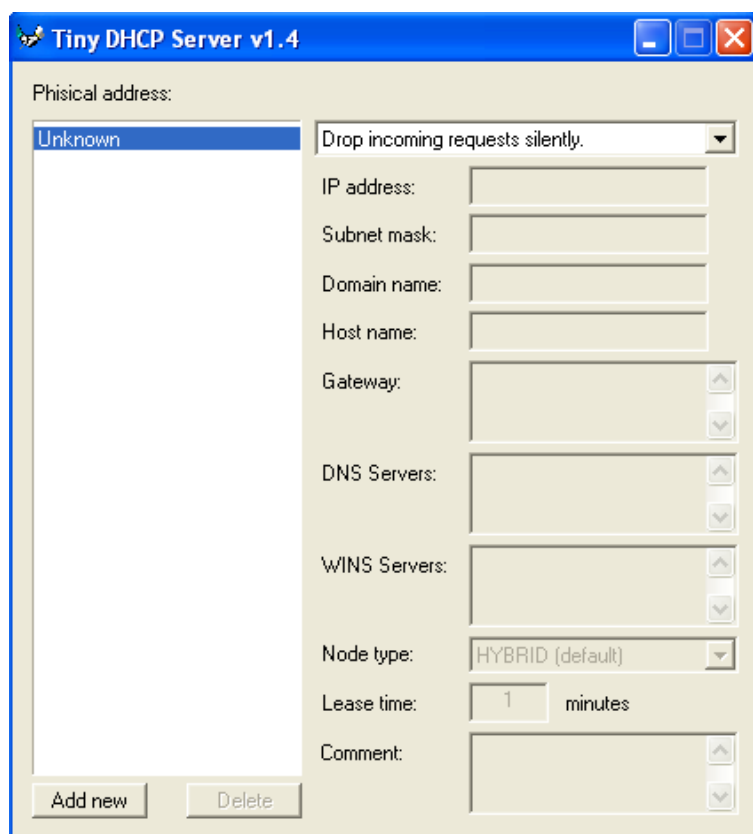 Tiny DHCP Server v1.4
Phisical address:
Unknown
Drop incoming requests silently.
IP address:
Subnet mask:
Domain name:
Host name:
Gateway:
DNS Servers:
WINS Servers:
Node type: HYBRID (default)
Lease time: 1 minutes
Comment:
Add new Delete